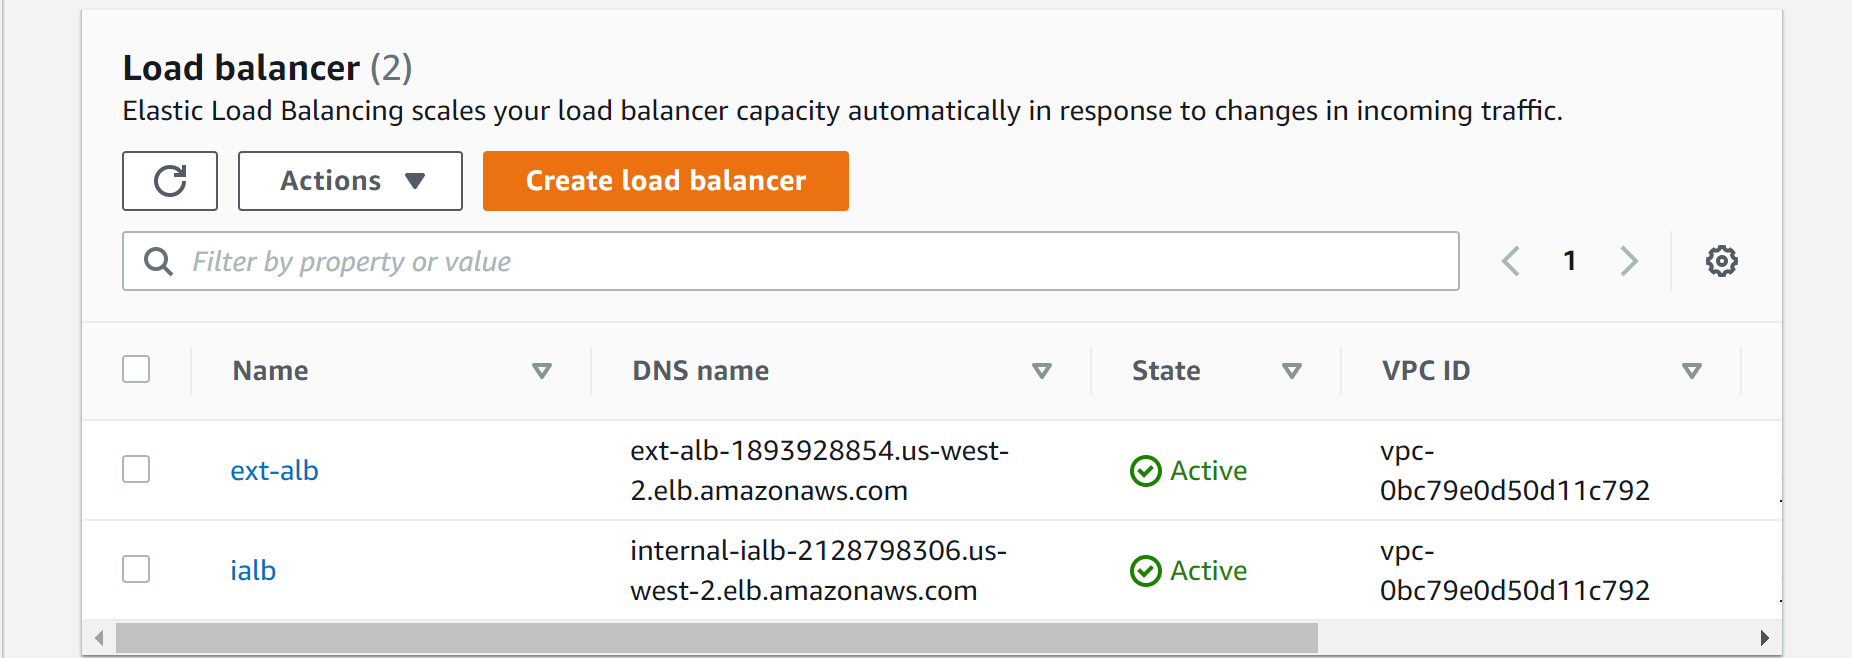 Load balancer (2)
Elastic Load Balancing scales your load balancer capacity automatically in response to changes in incoming traffic.
Actions
Create load balancer
Filter by property or value
1
Name
DNS name
State
VPC ID
ext-alb
ext-alb-1893928854.us-west-
2.elb.amazonaws.com
Active
vpc-
0bc79e0d50d11c792
ialb
internal-ialb-2128798306.us-
west-2.elb.amazonaws.com
Active
vpc-
0bc79e0d50d11c792